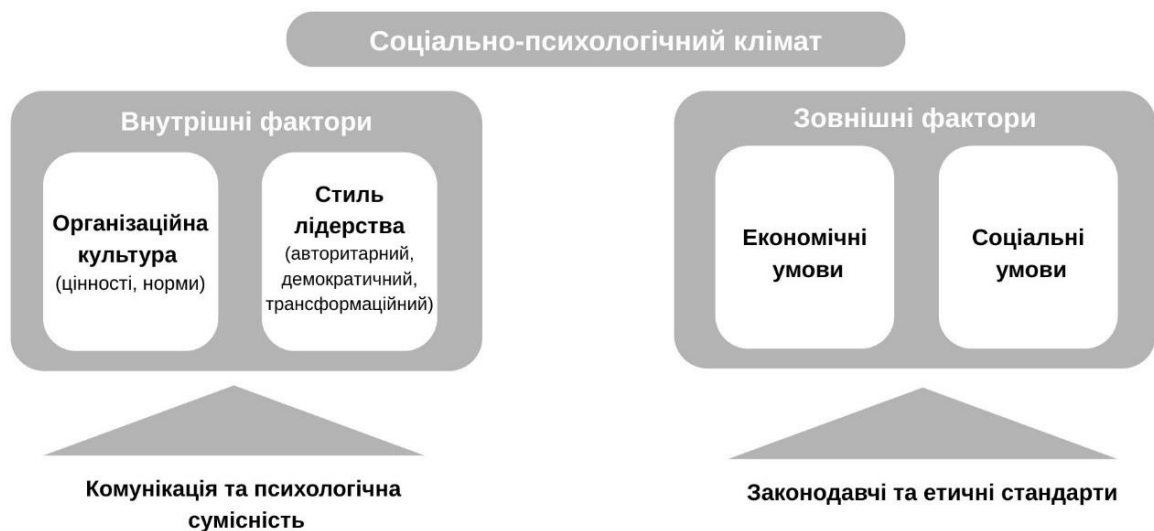 Соціально-психологічний клімат
Внутрішні фактори
Організаційна
культура
(цінності, норми)
Стиль
лідерства
(авторитарний,
демократичний,
трансформаційний)
Комунікація та психологічна
сумісність
Зовнішні фактори
Економічні
умови
Соціальні
умови
Законодавчі та етичні стандарти